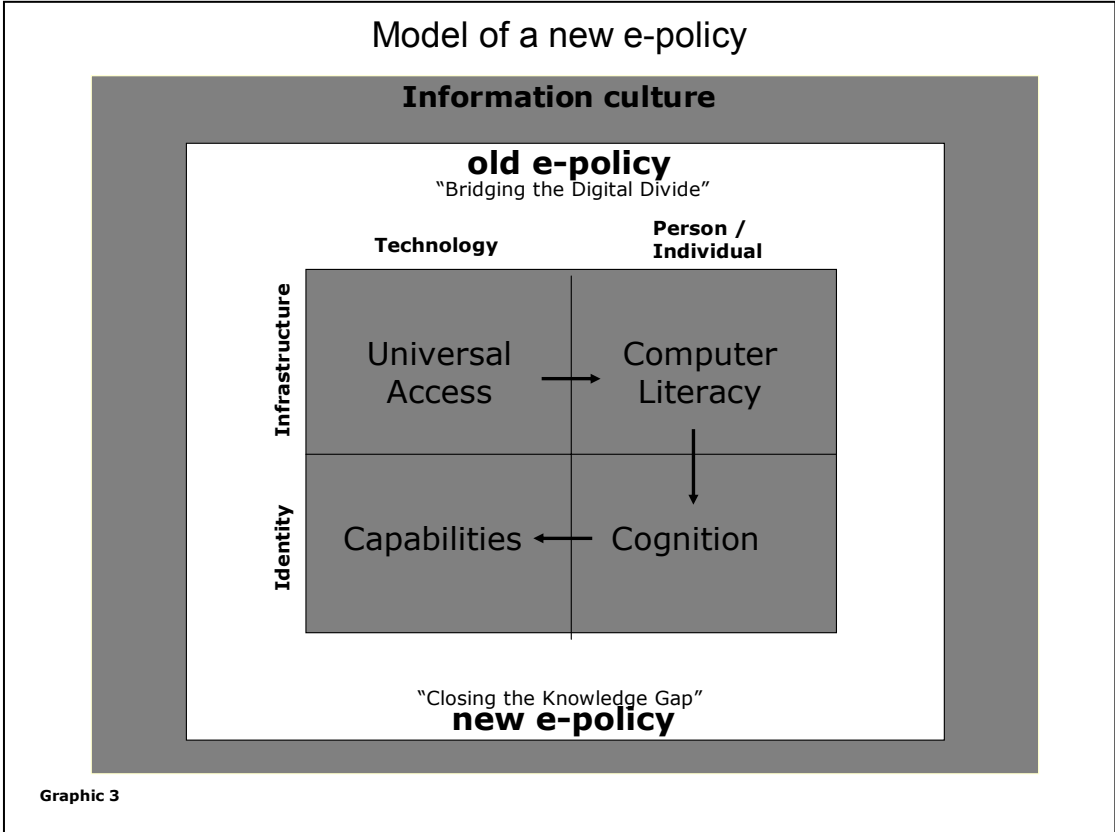 Model of a new e-policy
Information culture
old e-policy
“Bridging the Digital Divide”
Technology
Person /
Individual
Infrastructure
Universal
Access
Computer
Literacy
Identity
Capabilities
Cognition
“Closing the Knowledge Gap”
new e-policy
Graphic 3